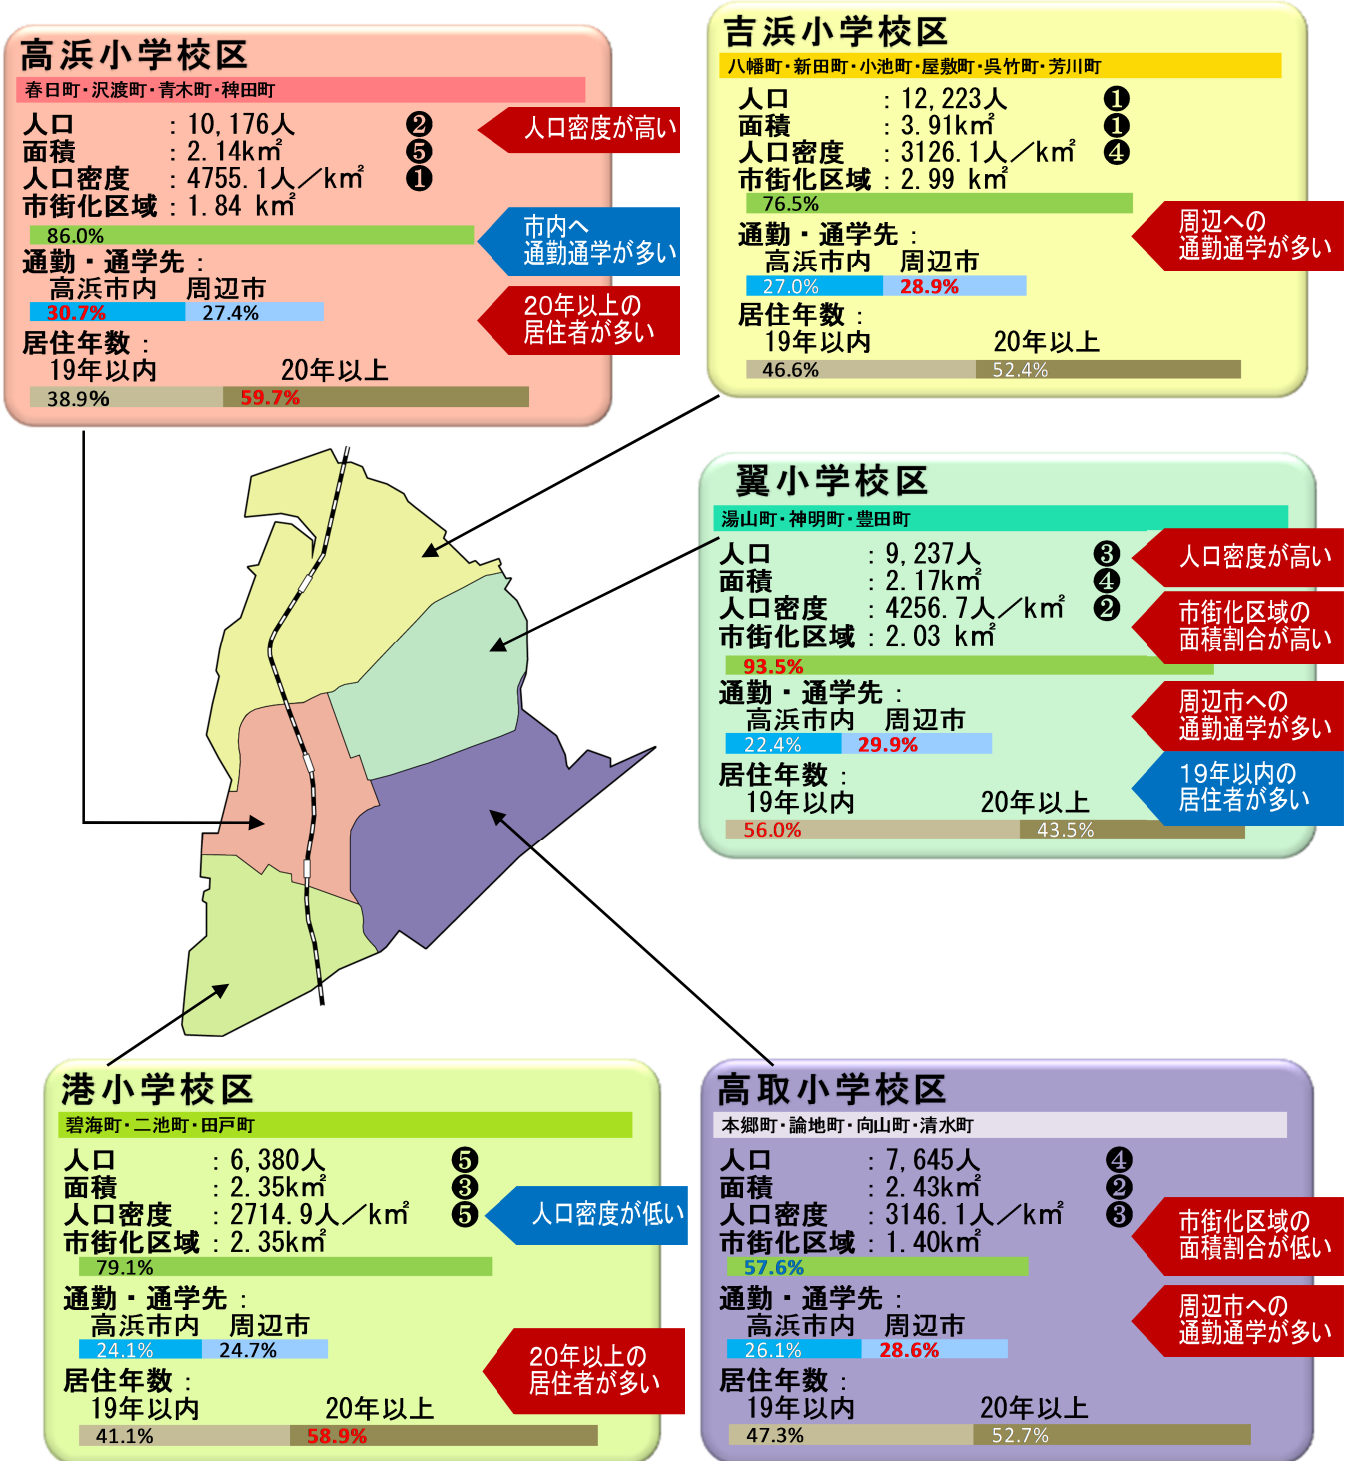 高浜小学校区
春日町・沢渡町・青木町・稗田町
人口 : 10,176人 ❷
面積 : 2.14k㎡ ❺
人口密度 : 4755.1人／k㎡ ❶
市街化区域 : 1.84 k㎡
86.0%
通勤・通学先 :
高浜市内 周辺市
30.7% 27.4%
居住年数 :
19年以内 20年以上
38.9% 59.7%
人口密度が高い
市内へ
通勤通学が多い
20年以上の
居住者が多い
吉浜小学校区
八幡町・新田町・小池町・屋敷町・呉竹町・芳川町
人口 : 12,223人 ❶
面積 : 3.91k㎡ ❶
人口密度 : 3126.1人／k㎡ ❹
市街化区域 : 2.99 k㎡
76.5%
通勤・通学先 :
高浜市内 周辺市
27.0% 28.9%
居住年数 :
19年以内 20年以上
46.6% 52.4%
周辺への
通勤通学が多い
翼小学校区
湯山町・神明町・豊田町
人口 : 9,237人 ❸
面積 : 2.17k㎡ ❹
人口密度 : 4256.7人／k㎡ ❷
市街化区域 : 2.03 k㎡
93.5%
通勤・通学先 :
高浜市内 周辺市
22.4% 29.9%
居住年数 :
19年以内 20年以上
56.0% 43.5%
人口密度が高い
市街化区域の
面積割合が高い
周辺市への
通勤通学が多い
19年以内の
居住者が多い
港小学校区
碧海町・二池町・田戸町
人口 : 6,380人 ❺
面積 : 2.35k㎡ ❸
人口密度 : 2714.9人／k㎡ ❺
市街化区域 : 2.35k㎡
79.1%
通勤・通学先 :
高浜市内 周辺市
24.1% 24.7%
居住年数 :
19年以内 20年以上
41.1% 58.9%
人口密度が低い
20年以上の
居住者が多い
高取小学校区
本郷町・論地町・向山町・清水町
人口 : 7,645人 ❹
面積 : 2.43k㎡ ❷
人口密度 : 3146.1人／k㎡ ❸
市街化区域 : 1.40k㎡
57.6%
通勤・通学先 :
高浜市内 周辺市
26.1% 28.6%
居住年数 :
19年以内 20年以上
47.3% 52.7%
市街化区域の
面積割合が低い
周辺市への
通勤通学が多い